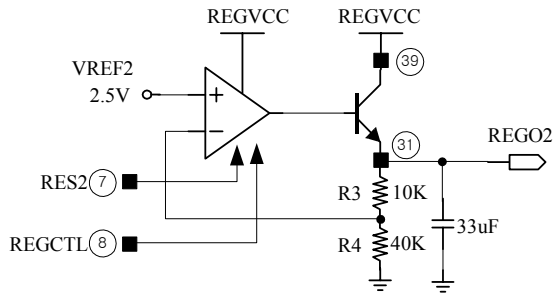 REGVCC REGVCC
39
VREF2
2.5V
+
−
31
REGO2
RES2 7
R3 10K
REGCTL 8
R4 40K
33uF